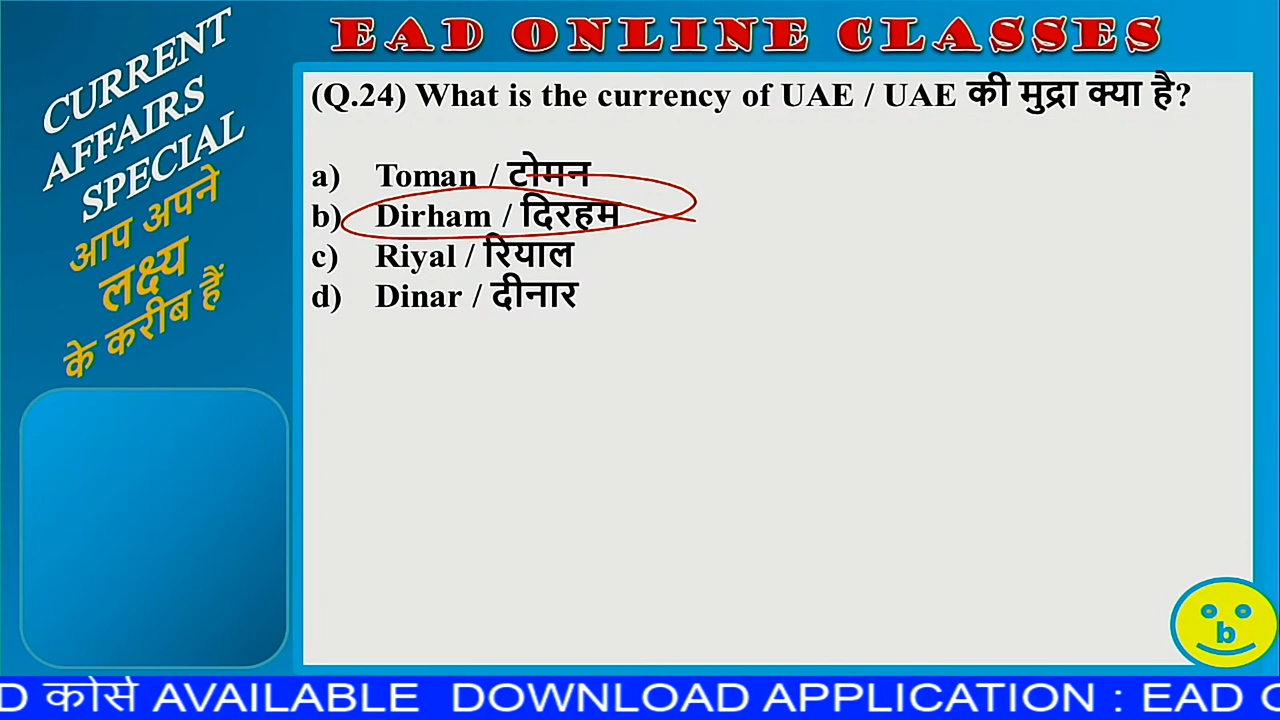 EAD ONLINE CLASSES
CURRENT
AFFAIRS
SPECIAL
आप अपने
लक्ष्य
के करीब हैं
(Q.24) What is the currency of UAE / UAE की मुद्रा क्या है?
a) Toman / टोमन
b) Dirham / दिरहम
c) Riyal / रियाल
d) Dinar / दीनार
b
D कोर्स AVAILABLE DOWNLOAD APPLICATION : EAD